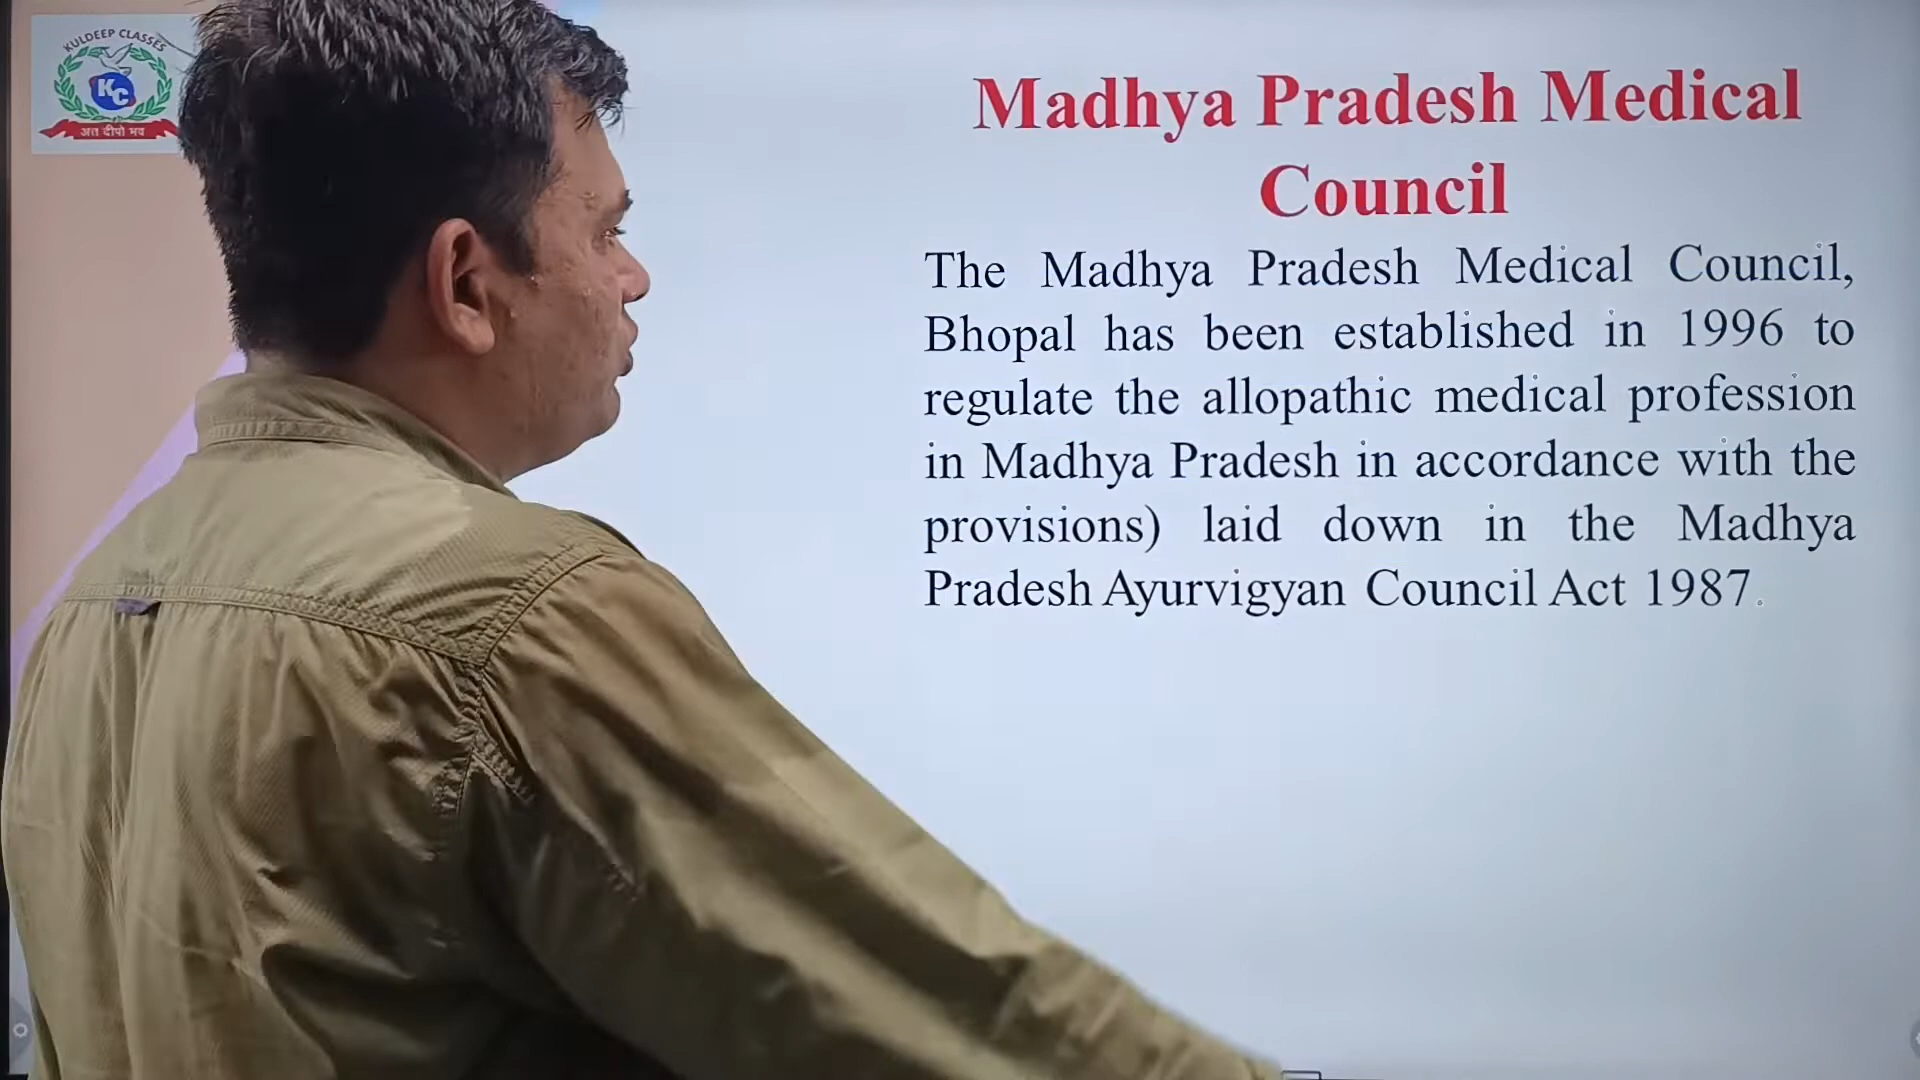 KULDEEP CLASSES
KC
अत्त दीपो भव
Madhya Pradesh Medical
Council
The Madhya Pradesh Medical Council,
Bhopal has been established in 1996 to
regulate the allopathic medical profession
in Madhya Pradesh in accordance with the
provisions) laid down in the Madhya
Pradesh Ayurvigyan Council Act 1987.